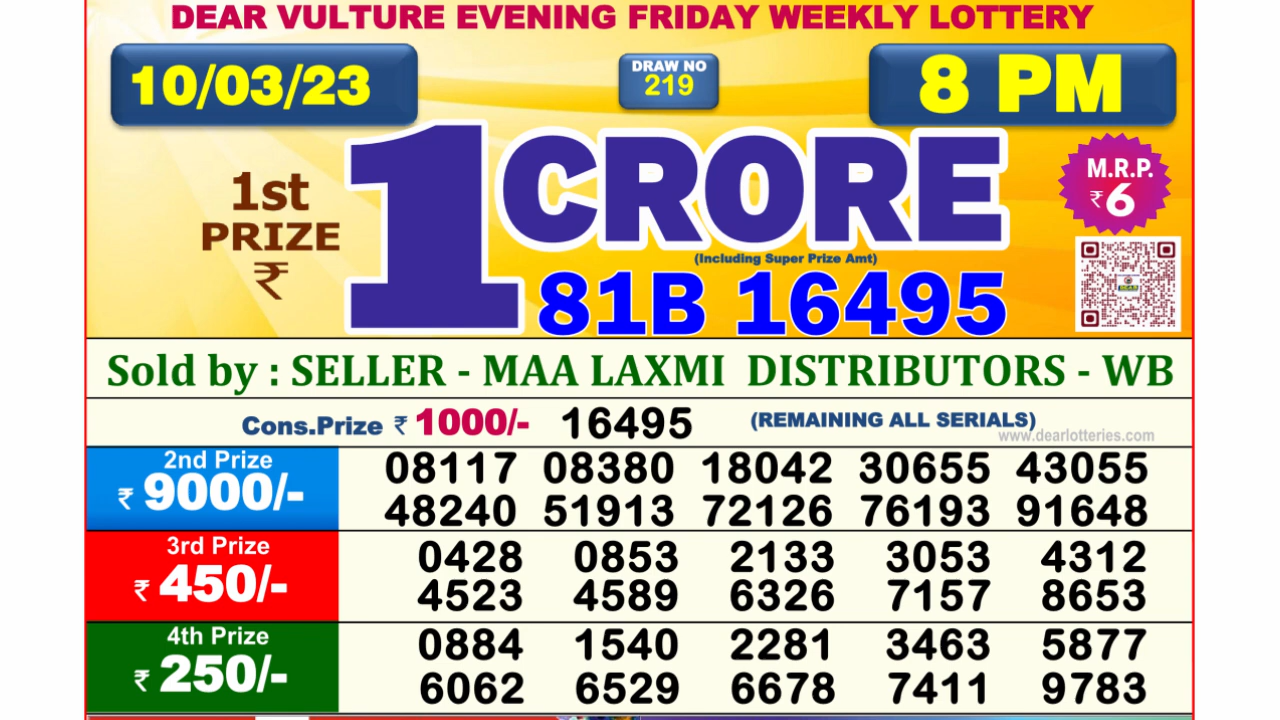 DEAR VULTURE EVENING FRIDAY WEEKLY LOTTERY
10/03/23
DRAW NO
219
8 PM
1st
PRIZE
₹
1 CRORE
M.R.P.
₹ 6
(Including Super Prize Amt)
81B 16495
Sold by : SELLER - MAA LAXMI DISTRIBUTORS - WB
Cons.Prize ₹ 1000/- 16495 (REMAINING ALL SERIALS)
www.dearlotteries.com
2nd Prize
₹ 9000/-
08117 08380 18042 30655 43055
48240 51913 72126 76193 91648
3rd Prize
₹ 450/-
0428 0853 2133 3053 4312
4523 4589 6326 7157 8653
4th Prize
₹ 250/-
0884 1540 2281 3463 5877
6062 6529 6678 7411 9783